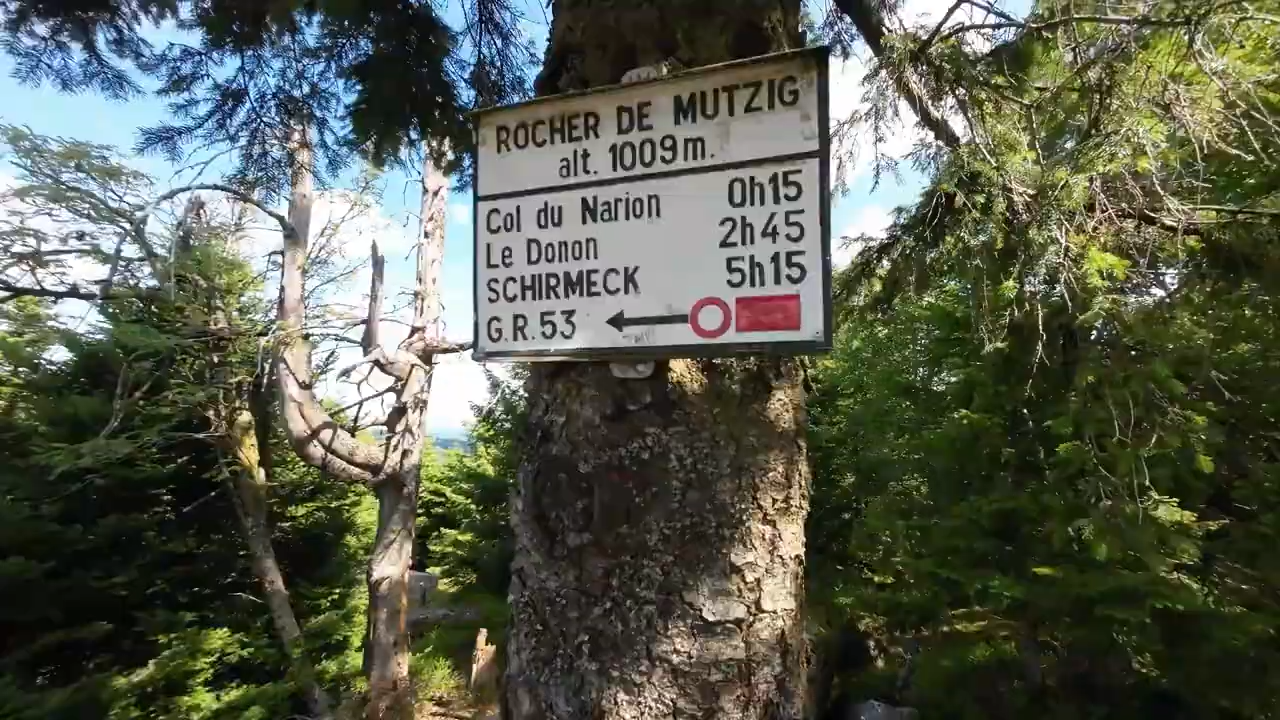 ROCHER DE MUTZIG
alt. 1009m.
Col du Narion 0h15
Le Donon 2h45
SCHIRMECK 5h15
G.R.53